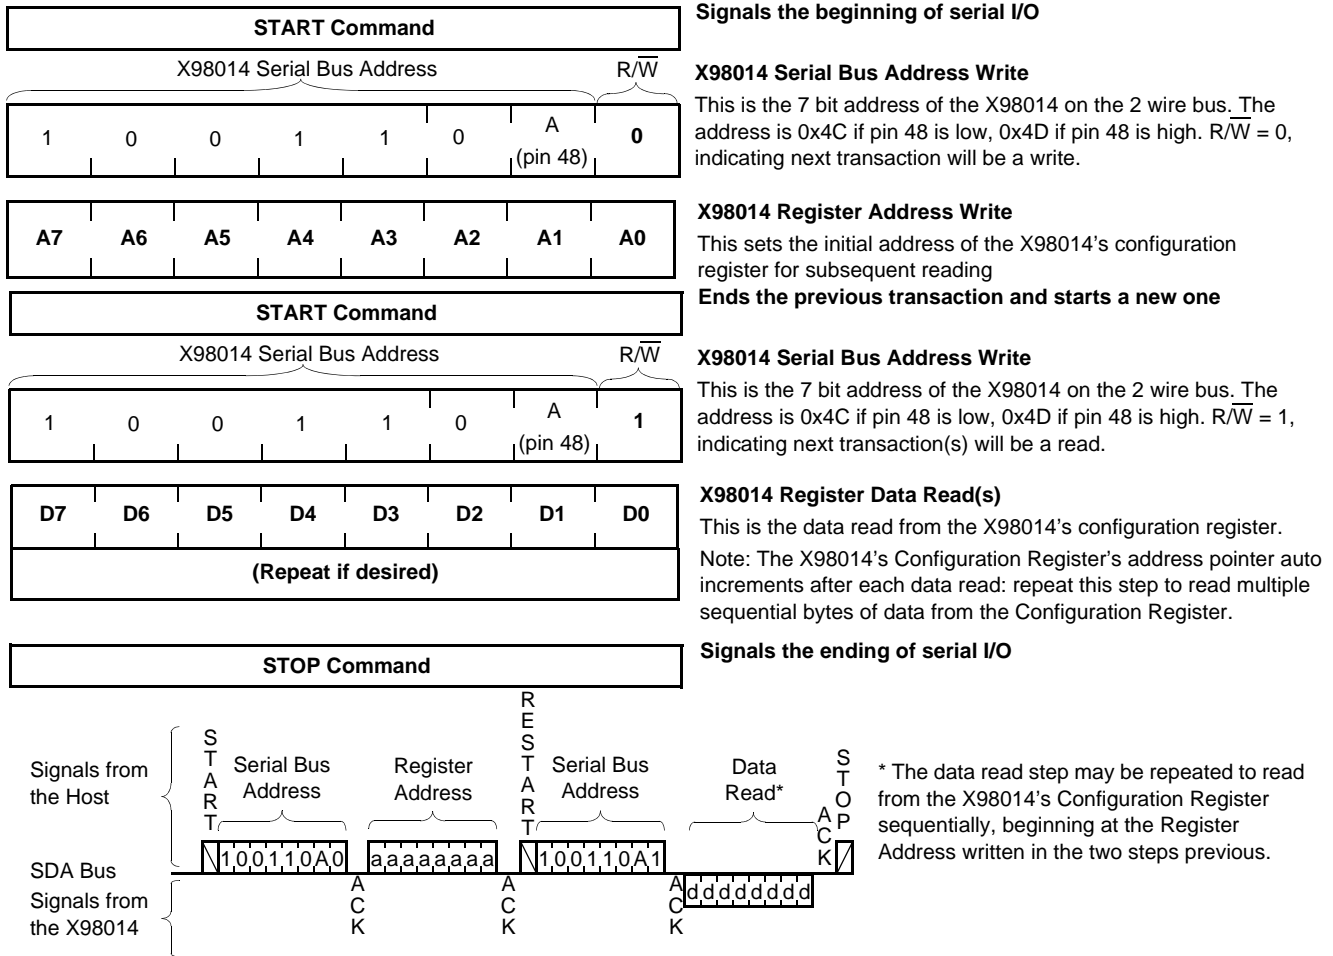 START Command
Signals the beginning of serial I/O
X98014 Serial Bus Address
R/W
1 0 0 1 1 0 A (pin 48) 0
X98014 Serial Bus Address Write
This is the 7 bit address of the X98014 on the 2 wire bus. The
address is 0x4C if pin 48 is low, 0x4D if pin 48 is high. R/W = 0,
indicating next transaction will be a write.
A7 A6 A5 A4 A3 A2 A1 A0
X98014 Register Address Write
This sets the initial address of the X98014's configuration
register for subsequent reading
START Command
Ends the previous transaction and starts a new one
X98014 Serial Bus Address
R/W
1 0 0 1 1 0 A (pin 48) 1
X98014 Serial Bus Address Write
This is the 7 bit address of the X98014 on the 2 wire bus. The
address is 0x4C if pin 48 is low, 0x4D if pin 48 is high. R/W = 1,
indicating next transaction(s) will be a read.
D7 D6 D5 D4 D3 D2 D1 D0
(Repeat if desired)
X98014 Register Data Read(s)
This is the data read from the X98014's configuration register.
Note: The X98014's Configuration Register's address pointer auto
increments after each data read: repeat this step to read multiple
sequential bytes of data from the Configuration Register.
STOP Command
Signals the ending of serial I/O
Signals from
the Host
START
Serial Bus
Address
Register
Address
RESTART
Serial Bus
Address
Data
Read*
ACK
STOP
1 0 0 1 1 0 A 0
a a a a a a a a
1 0 0 1 1 0 A 1
SDA Bus
Signals from
the X98014
ACK
ACK
ACK
d d d d d d d d
* The data read step may be repeated to read
from the X98014's Configuration Register
sequentially, beginning at the Register
Address written in the two steps previous.